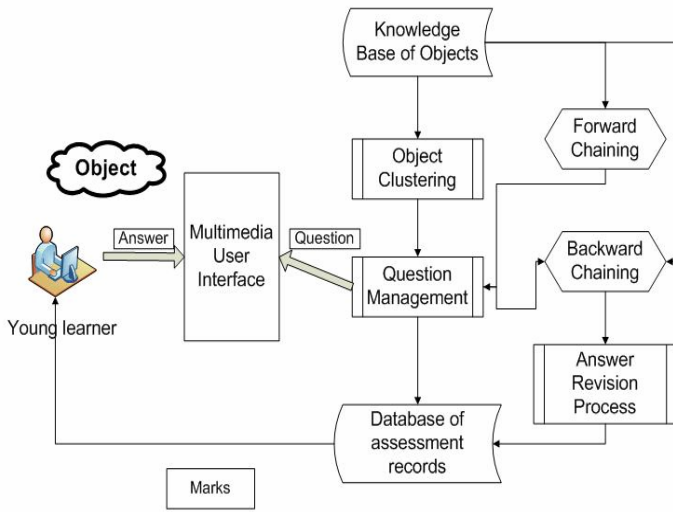 Knowledge
Base of Objects
Forward
Chaining
Object
Clustering
Object
Answer
Multimedia
User
Interface
Question
Question
Management
Backward
Chaining
Young learner
Answer
Revision
Process
Database of
assessment
records
Marks